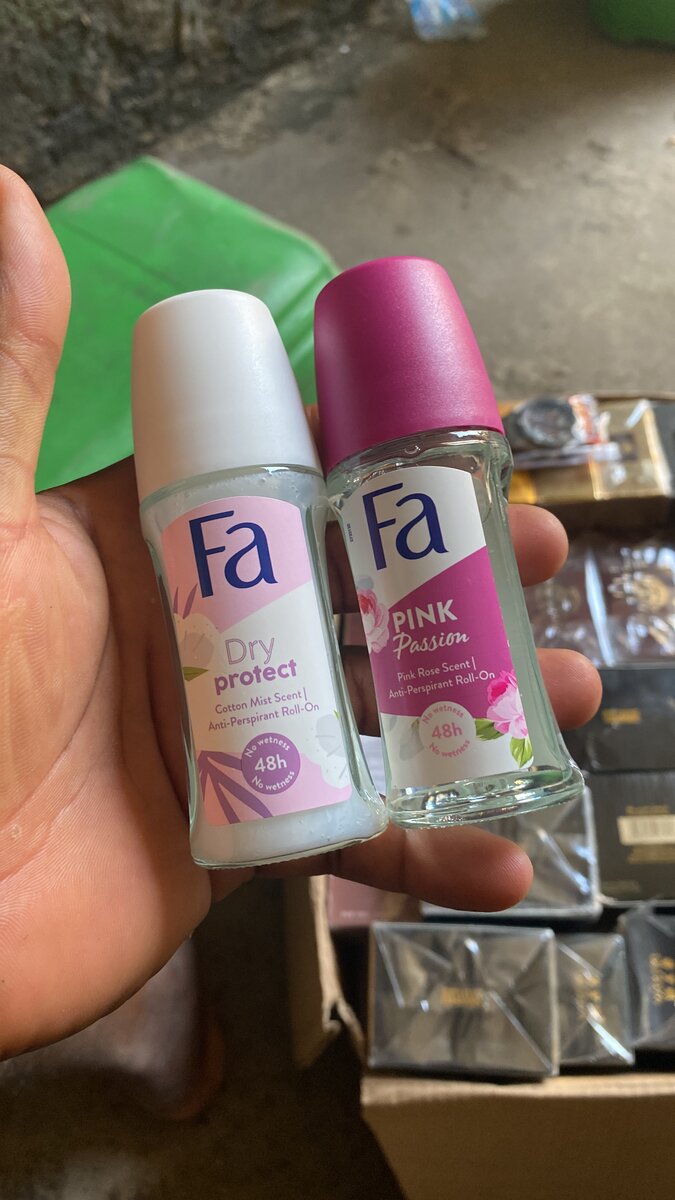 Fa
Dry
protect
Cotton Mist Scent |
Anti-Perspirant Roll-On
No wetness
48h
No wetness
Fa
PINK
Passion
Pink Rose Scent |
Anti-Perspirant Roll-On
No wetness
48h
No wetness